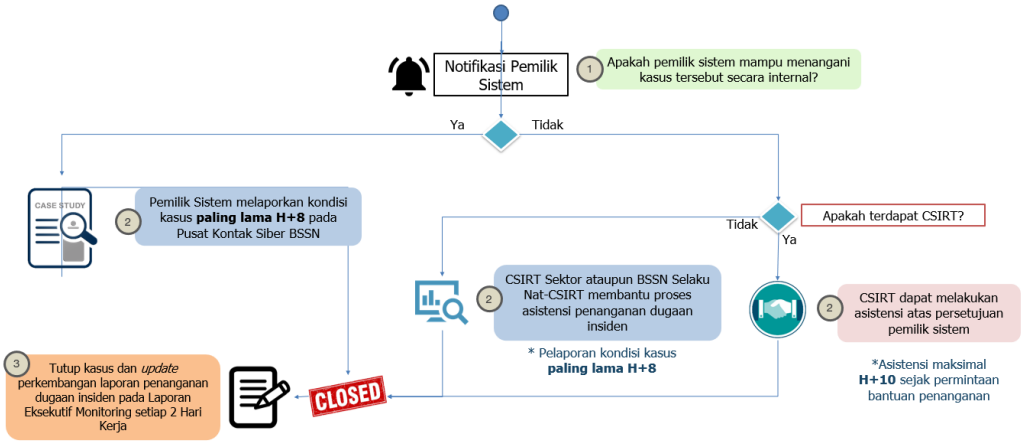 Notifikasi Pemilik
Sistem
1
Apakah pemilik sistem mampu menangani
kasus tersebut secara internal?
Ya
Tidak
CASE STUDY
2
Pemilik Sistem melaporkan kondisi
kasus paling lama H+8 pada
Pusat Kontak Siber BSSN
Apakah terdapat CSIRT?
Tidak
Ya
2
CSIRT Sektor ataupun BSSN Selaku
Nat-CSIRT membantu proses
asistensi penanganan dugaan
insiden
* Pelaporan kondisi kasus
paling lama H+8
2
CSIRT dapat melakukan
asistensi atas persetujuan
pemilik sistem
*Asistensi maksimal
H+10 sejak permintaan
bantuan penanganan
3
Tutup kasus dan update
perkembangan laporan penanganan
dugaan insiden pada Laporan
Eksekutif Monitoring setiap 2 Hari
Kerja
CLOSED